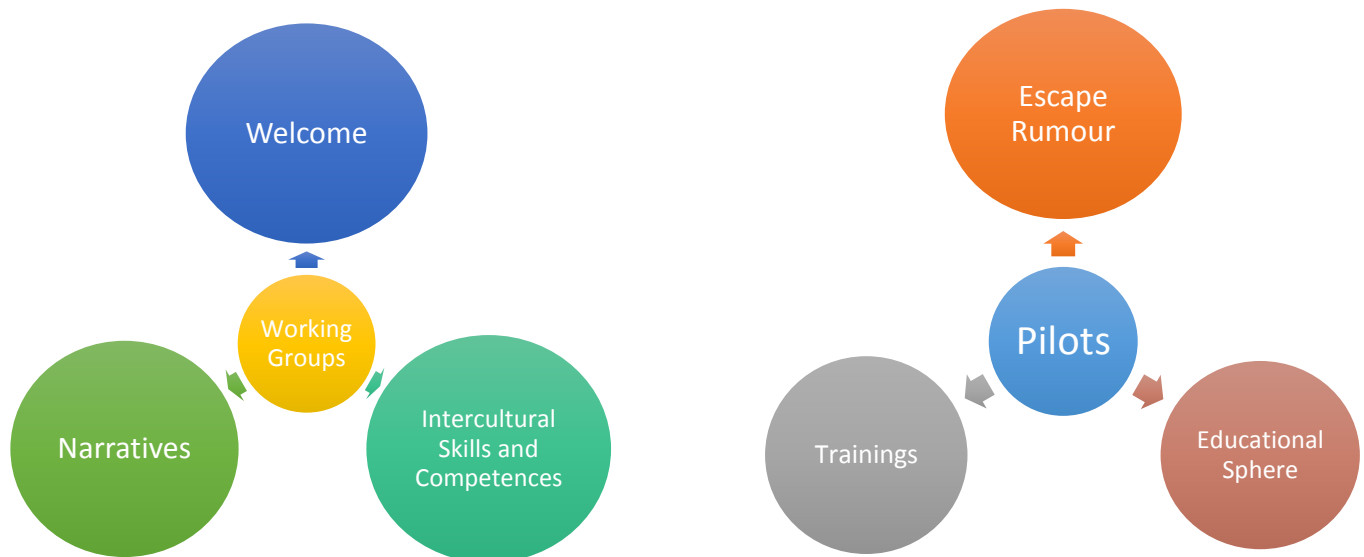 Welcome
Working
Groups
Narratives
Intercultural
Skills and
Competences
Escape
Rumour
Pilots
Trainings
Educational
Sphere